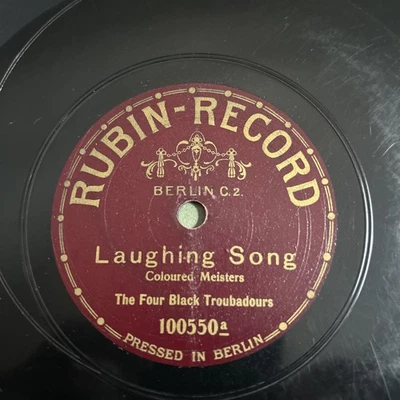 RUBIN-RECORD
BERLIN C.2.
Laughing Song
Coloured Meisters
The Four Black Troubadours
100550a
PRESSED IN BERLIN